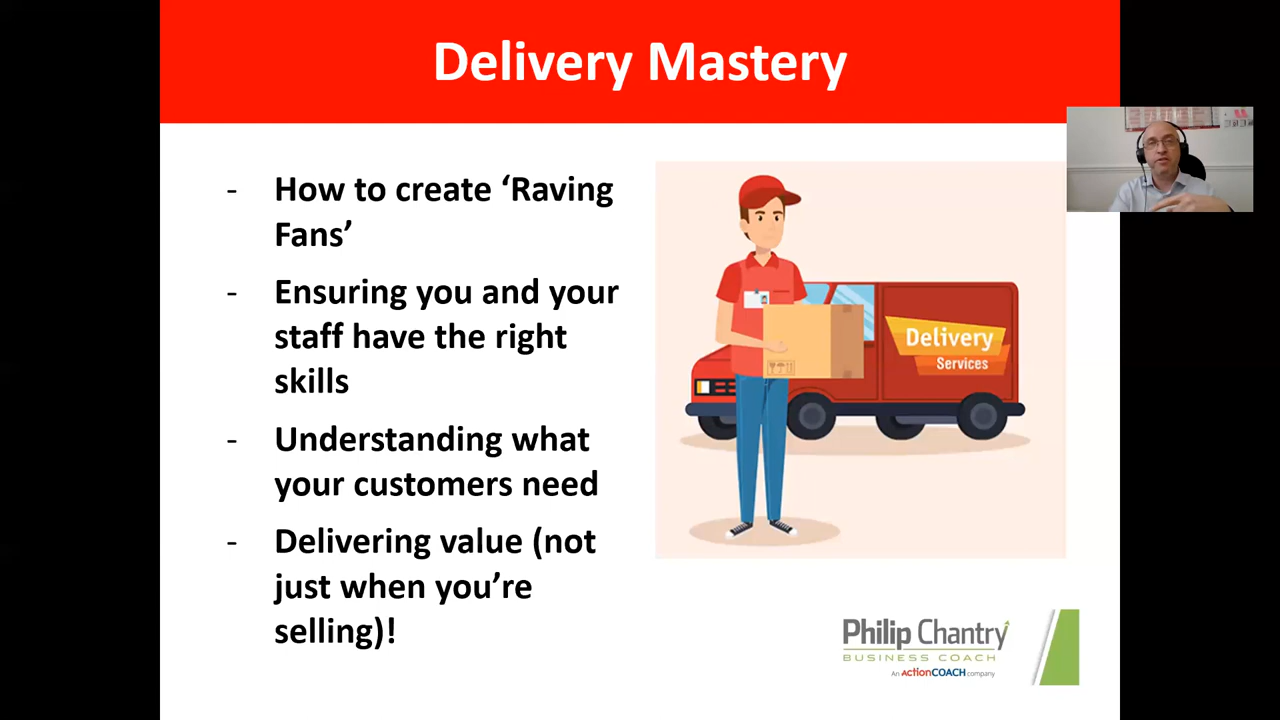 Delivery Mastery
- How to create ‘Raving
Fans’
- Ensuring you and your
staff have the right
skills
- Understanding what
your customers need
- Delivering value (not
just when you’re
selling)!
Delivery
Services
Philip Chantry
BUSINESS COACH
An ActionCOACH company